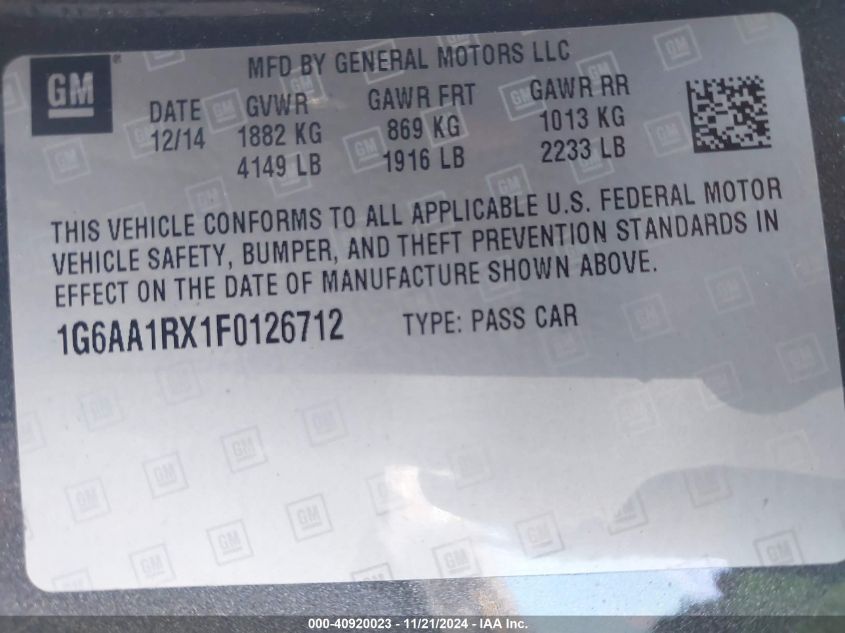 GM
MFD BY GENERAL MOTORS LLC
DATE GVWR GAWR FRT GAWR RR
12/14 1882 KG 869 KG 1013 KG
4149 LB 1916 LB 2233 LB
THIS VEHICLE CONFORMS TO ALL APPLICABLE U.S. FEDERAL MOTOR
VEHICLE SAFETY, BUMPER, AND THEFT PREVENTION STANDARDS IN
EFFECT ON THE DATE OF MANUFACTURE SHOWN ABOVE.
1G6AA1RX1F0126712 TYPE: PASS CAR
000-40920023 - 11/21/2024 - IAA Inc.